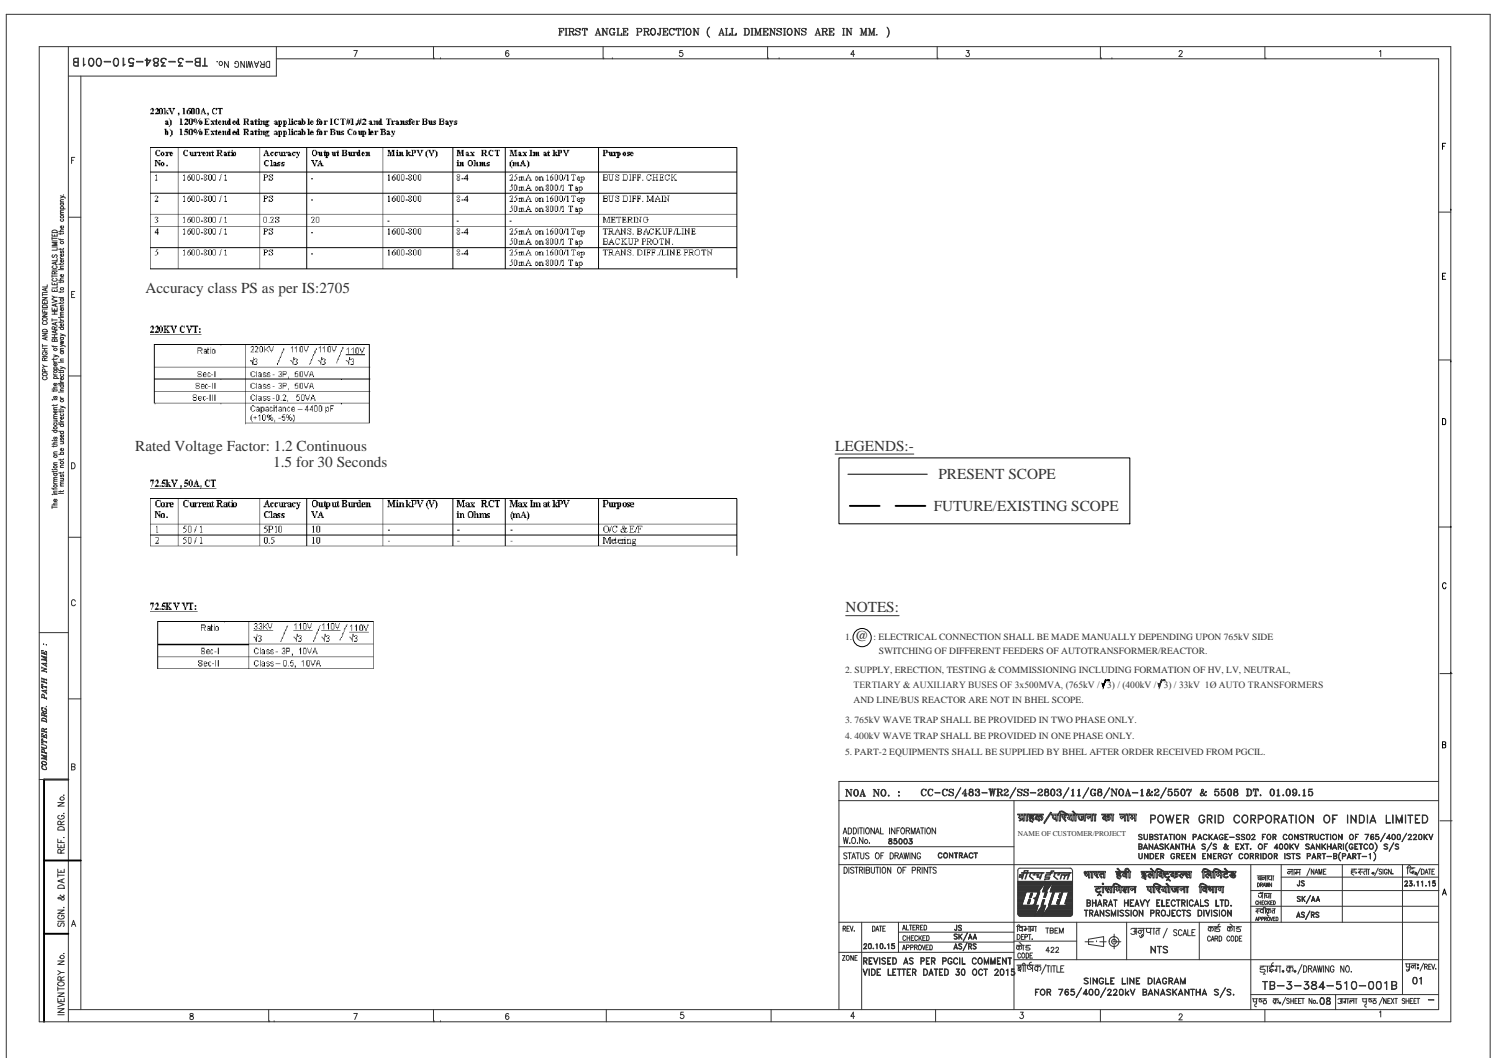 FIRST ANGLE PROJECTION ( ALL DIMENSIONS ARE IN MM. )
7 6 5 4 3 2 1
DRAWING No. TB-3-384-510-001B
220kV , 1600A, CT
a) 120% Extended Rating applicable for ICT#1,#2 and Transfer Bus Bays
b) 150% Extended Rating applicable for Bus Coupler Bay
Core No. Current Ratio Accuracy Class Output Burden VA Min kPV (V) Max RCT in Ohms Max Im at kPV (mA) Purpose
1 1600-800 / 1 PS - 1600-800 8-4 25mA on 1600/1 Tap 50mA on 800/1 Tap BUS DIFF. CHECK
2 1600-800 / 1 PS - 1600-800 8-4 25mA on 1600/1 Tap 50mA on 800/1 Tap BUS DIFF. MAIN
3 1600-800 / 1 0.2S 20 - - - METERING
4 1600-800 / 1 PS - 1600-800 8-4 25mA on 1600/1 Tap 50mA on 800/1 Tap TRANS. BACKUP/LINE BACKUP PROTN.
5 1600-800 / 1 PS - 1600-800 8-4 25mA on 1600/1 Tap 50mA on 800/1 Tap TRANS. DIFF./LINE PROTN
Accuracy class PS as per IS:2705
220KV CVT:
Ratio 220KV/√3 / 110V/√3 / 110V/√3 / 110V/√3
Sec-I Class - 3P, 50VA
Sec-II Class - 3P, 50VA
Sec-III Class -0.2, 50VA
Capacitance – 4400 pF
(+10%, -5%)
Rated Voltage Factor: 1.2 Continuous
1.5 for 30 Seconds
72.5kV , 50A, CT
Core No. Current Ratio Accuracy Class Output Burden VA Min kPV (V) Max RCT in Ohms Max Im at kPV (mA) Purpose
1 50 / 1 5P10 10 - - - O/C & E/F
2 50 / 1 0.5 10 - - - Metering
72.5KV VT:
Ratio 33KV/√3 / 110V/√3 / 110V/√3 / 110V/√3
Sec-I Class - 3P, 10VA
Sec-II Class – 0.5, 10VA
LEGENDS:-
PRESENT SCOPE
FUTURE/EXISTING SCOPE
NOTES:
1. @ : ELECTRICAL CONNECTION SHALL BE MADE MANUALLY DEPENDING UPON 765kV SIDE
SWITCHING OF DIFFERENT FEEDERS OF AUTOTRANSFORMER/REACTOR.
2. SUPPLY, ERECTION, TESTING & COMMISSIONING INCLUDING FORMATION OF HV, LV, NEUTRAL,
TERTIARY & AUXILIARY BUSES OF 3x500MVA, (765kV /√3) / (400kV /√3) / 33kV 1Ø AUTO TRANSFORMERS
AND LINE/BUS REACTOR ARE NOT IN BHEL SCOPE.
3. 765kV WAVE TRAP SHALL BE PROVIDED IN TWO PHASE ONLY.
4. 400kV WAVE TRAP SHALL BE PROVIDED IN ONE PHASE ONLY.
5. PART-2 EQUIPMENTS SHALL BE SUPPLIED BY BHEL AFTER ORDER RECEIVED FROM PGCIL.
NOA NO. : CC-CS/483-WR2/SS-2803/11/G8/NOA-1&2/5507 & 5508 DT. 01.09.15
ADDITIONAL INFORMATION
W.O.No. 85003
STATUS OF DRAWING CONTRACT
DISTRIBUTION OF PRINTS
ग्राहक/परियोजना का नाम POWER GRID CORPORATION OF INDIA LIMITED
NAME OF CUSTOMER/PROJECT
SUBSTATION PACKAGE-SS02 FOR CONSTRUCTION OF 765/400/220KV
BANASKANTHA S/S & EXT. OF 400KV SANKHARI(GETCO) S/S
UNDER GREEN ENERGY CORRIDOR ISTS PART-B(PART-1)
बीएचईएल
BHEL
भारत हेवी इलेक्ट्रिकल्स लिमिटेड
ट्रांसमिशन परियोजना विभाग
BHARAT HEAVY ELECTRICALS LTD.
TRANSMISSION PROJECTS DIVISION
नाम /NAME हस्ता./SIGN. दि./DATE
DRAWN JS 23.11.15
CHECKED SK/AA
स्वीकृत APPROVED AS/RS
REV. DATE ALTERED JS
CHECKED SK/AA
20.10.15 APPROVED AS/RS
ZONE REVISED AS PER PGCIL COMMENT
VIDE LETTER DATED 30 OCT 2015
विभाग DEPT. TBEM
कोड CODE 422
अनुपात / SCALE
NTS
कार्ड कोड
CARD CODE
शीर्षक/TITLE
SINGLE LINE DIAGRAM
FOR 765/400/220kV BANASKANTHA S/S.
ड्राईंग.क्र./DRAWING NO.
TB-3-384-510-001B
पुनः/REV.
01
पृष्ठ क्र./SHEET No. 08 अगला पृष्ठ /NEXT SHEET –
COPY RIGHT AND CONFIDENTIAL
The information on this document is the property of BHARAT HEAVY ELECTRICALS LIMITED
It must not be used directly or indirectly in anyway detrimental to the interest of the company.
COMPUTER DRG. PATH NAME :
REF. DRG. No.
SIGN. & DATE
INVENTORY No.
F E D C B A
F E D C B A
8 7 6 5 4 3 2 1